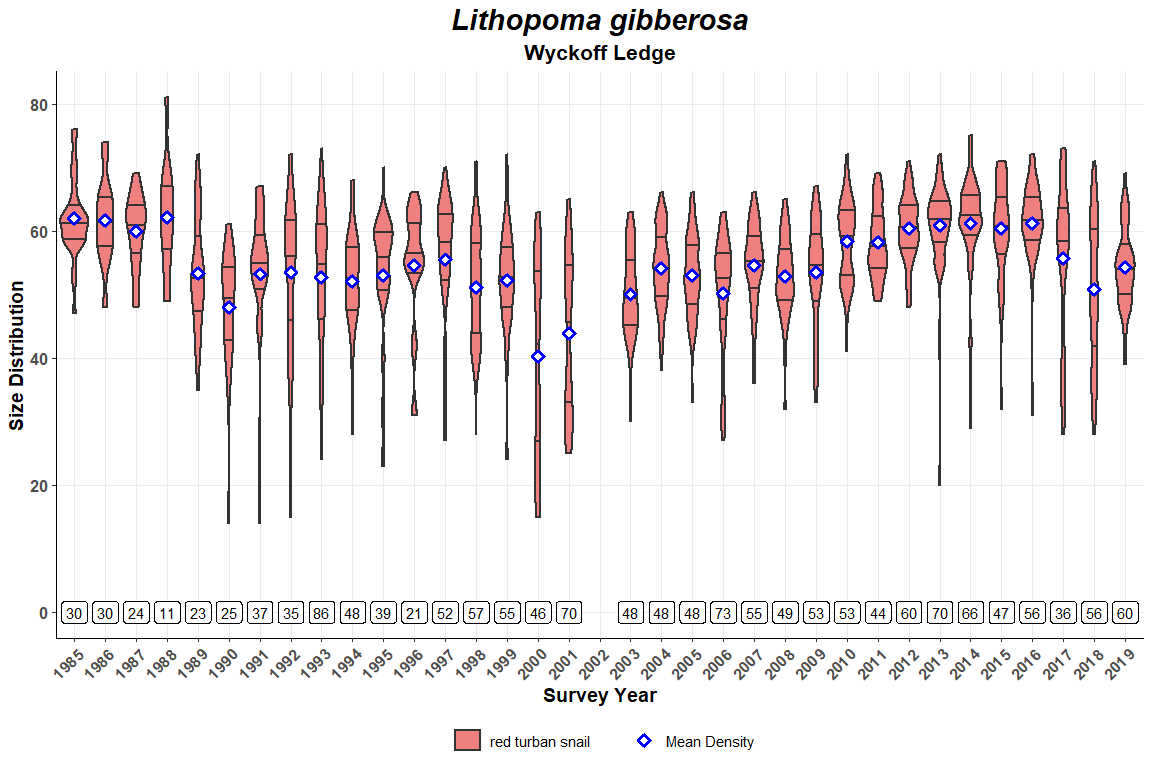 Lithopoma gibberosa
Wyckoff Ledge
Size Distribution
80
60
40
20
0
30 30 24 11 23 25 37 35 86 48 39 21 52 57 55 46 70 48 48 48 73 55 49 53 53 44 60 70 66 47 56 36 56 60
1985 1986 1987 1988 1989 1990 1991 1992 1993 1994 1995 1996 1997 1998 1999 2000 2001 2002 2003 2004 2005 2006 2007 2008 2009 2010 2011 2012 2013 2014 2015 2016 2017 2018 2019
Survey Year
red turban snail Mean Density